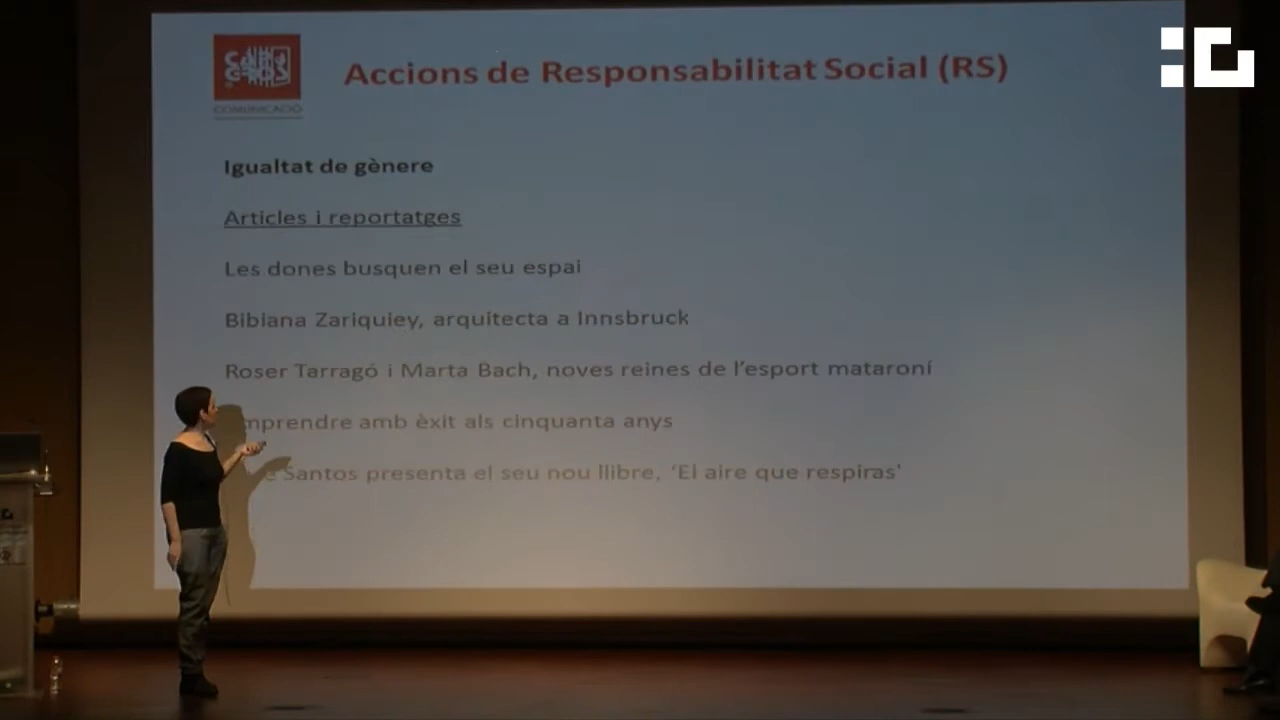 COMUNICACIÓ
Accions de Responsabilitat Social (RS)
Igualtat de gènere
Articles i reportatges
Les dones busquen el seu espai
Bibiana Zariquiey, arquitecta a Innsbruck
Roser Tarragó i Marta Bach, noves reines de l'esport mataroní
amb èxit als cinquanta anys
Santos presenta el seu nou llibre, ‘El aire que respiras'